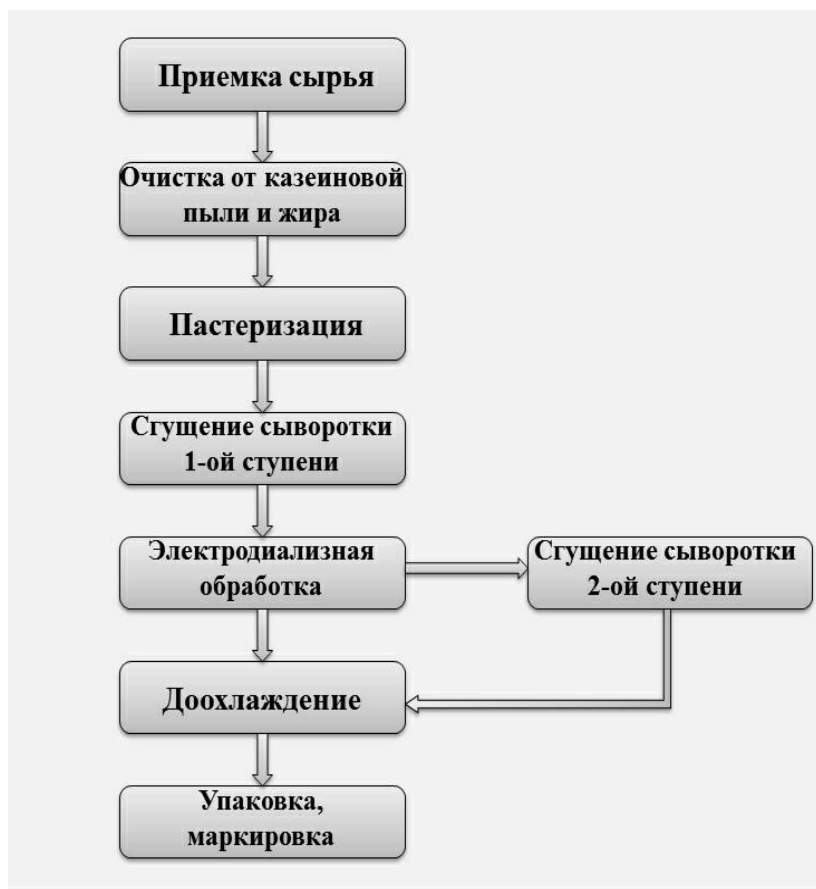 Приемка сырья
Очистка от казеиновой
пыли и жира
Пастеризация
Сгущение сыворотки
1-ой ступени
Электродиализная
обработка
Сгущение сыворотки
2-ой ступени
Доохлаждение
Упаковка,
маркировка